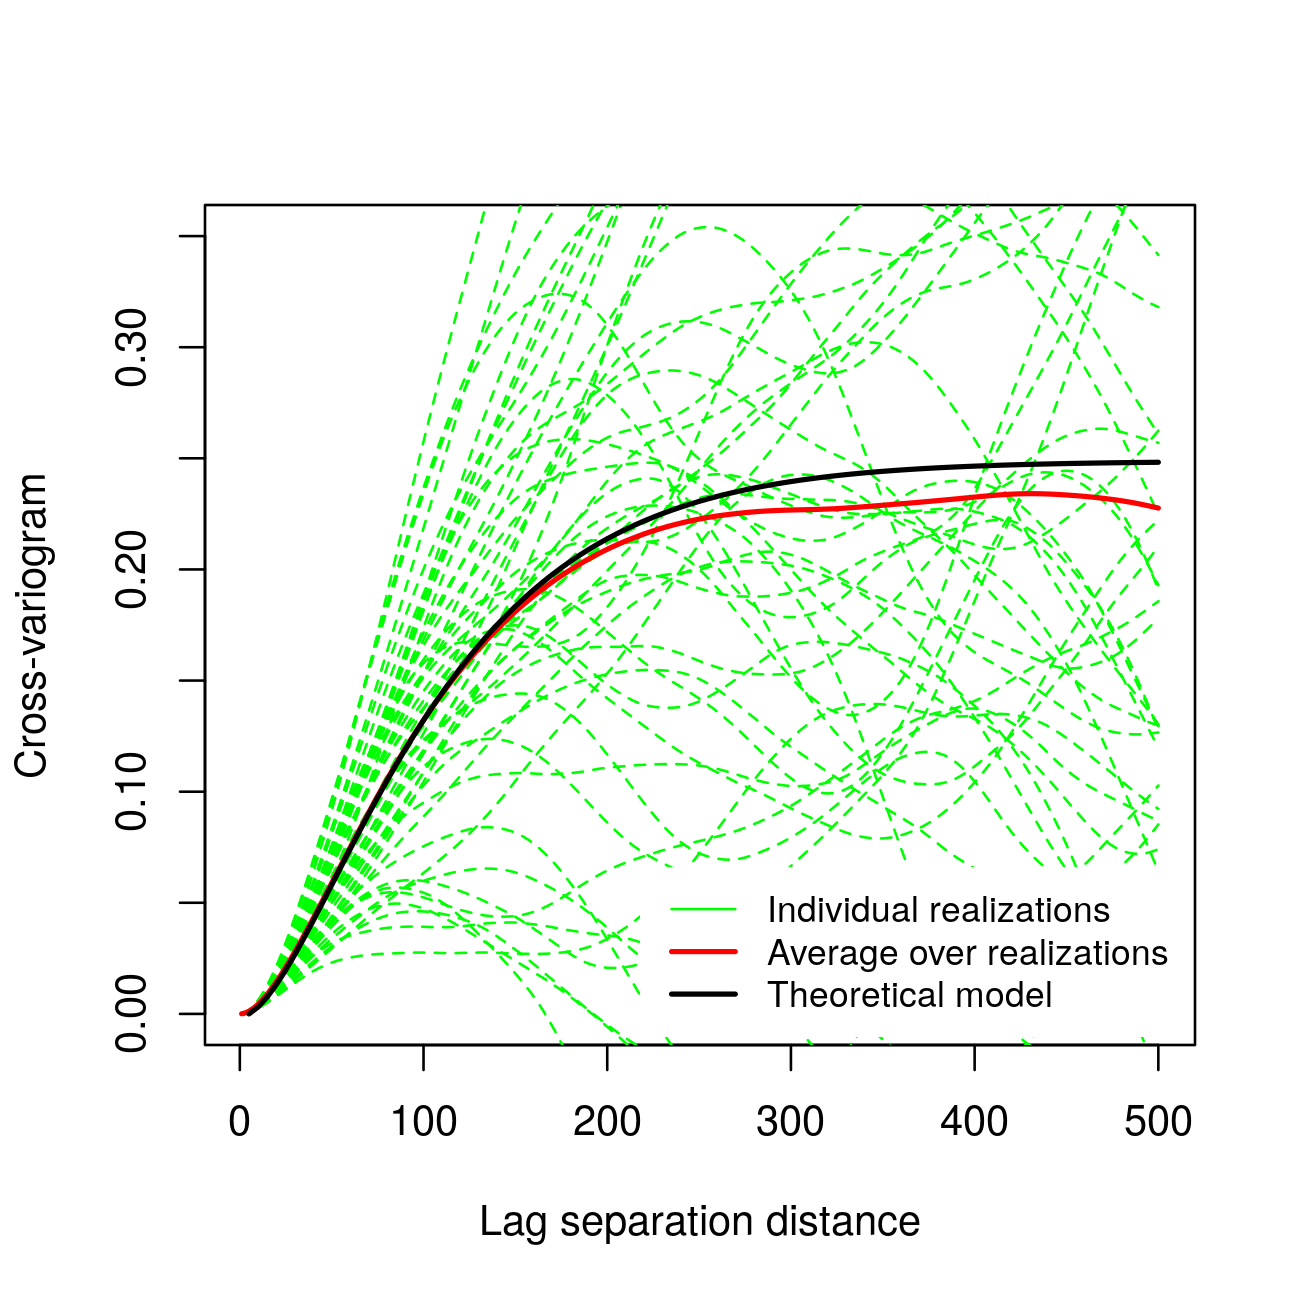 Cross-variogram
0.30
0.20
0.10
0.00
Individual realizations
Average over realizations
Theoretical model
0 100 200 300 400 500
Lag separation distance